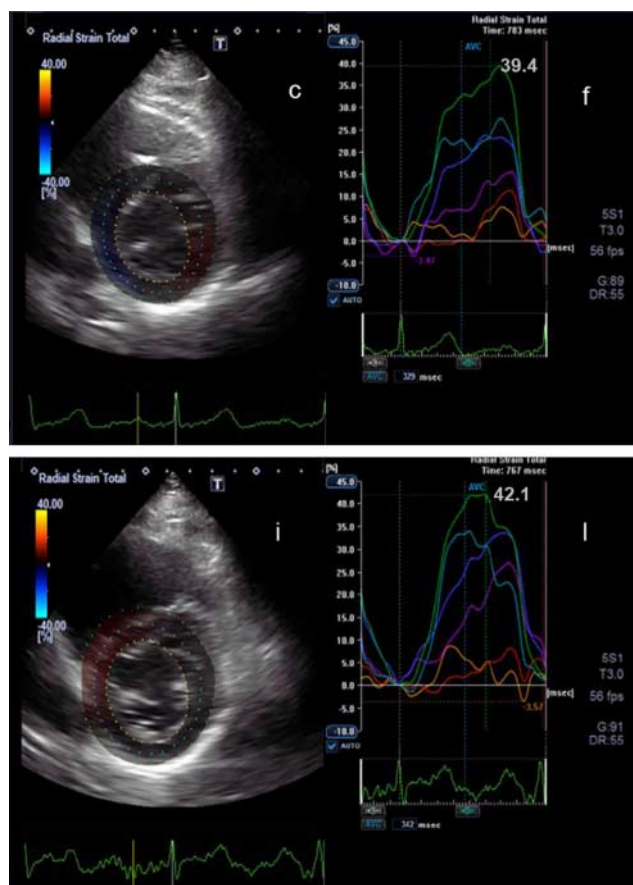 Radial Strain Total
T
40.00
-40.00
[%]
c
Radial Strain Total
Time: 783 msec
[%]
45.0
AVC
39.4
40.0
35.0
30.0
25.0
20.0
15.0
10.0
5.0
0.0
-5.0
-10.0
AUTO
-3.97
[msec]
f
5S1
T3.0
56 fps
G:89
DR:55
AVC 329 msec
Radial Strain Total
T
40.00
-40.00
[%]
i
Radial Strain Total
Time: 767 msec
[%]
45.0
AVC
42.1
40.0
35.0
30.0
25.0
20.0
15.0
10.0
5.0
0.0
-5.0
-10.0
AUTO
-3.57
[msec]
l
5S1
T3.0
56 fps
G:91
DR:55
AVC 342 msec